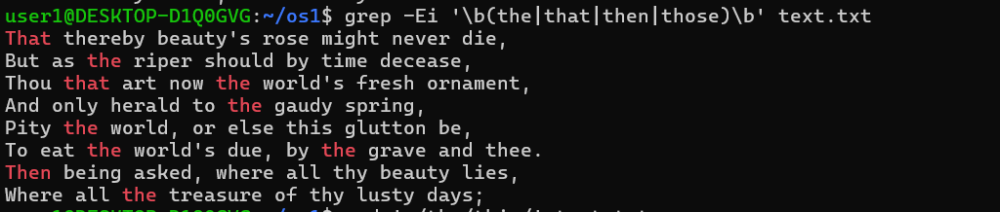 user1@DESKTOP-D1Q0GVG:~/os1$ grep -Ei '\b(the|that|then|those)\b' text.txt
That thereby beauty's rose might never die,
But as the riper should by time decease,
Thou that art now the world's fresh ornament,
And only herald to the gaudy spring,
Pity the world, or else this glutton be,
To eat the world's due, by the grave and thee.
Then being asked, where all thy beauty lies,
Where all the treasure of thy lusty days;